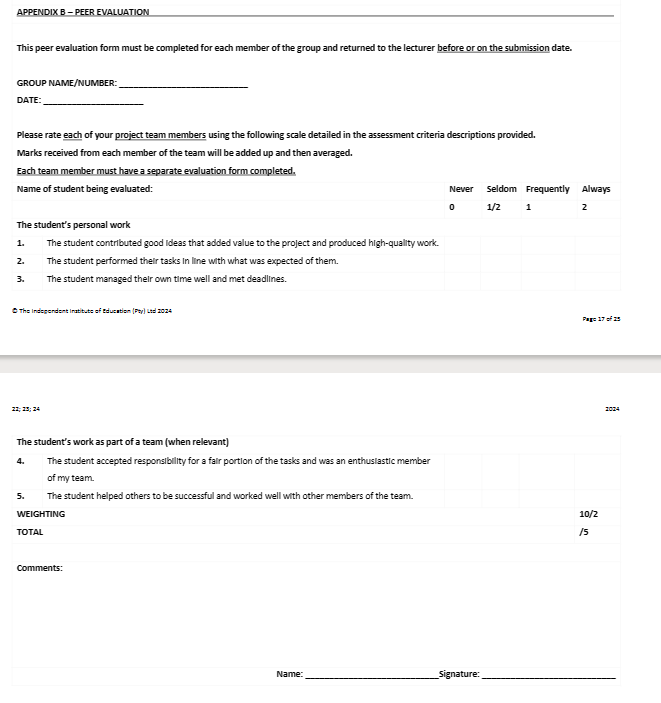 APPENDIX B – PEER EVALUATION
This peer evaluation form must be completed for each member of the group and returned to the lecturer before or on the submission date.
GROUP NAME/NUMBER: ___________________________
DATE: _____________________
Please rate each of your project team members using the following scale detailed in the assessment criteria descriptions provided.
Marks received from each member of the team will be added up and then averaged.
Each team member must have a separate evaluation form completed.
Name of student being evaluated: Never Seldom Frequently Always
0 1/2 1 2
The student's personal work
1. The student contributed good ideas that added value to the project and produced high-quality work.
2. The student performed their tasks in line with what was expected of them.
3. The student managed their own time well and met deadlines.
© The Independent Institute of Education (Pty) Ltd 2024
Page 17 of 25
22; 23; 24 2024
The student's work as part of a team (when relevant)
4. The student accepted responsibility for a fair portion of the tasks and was an enthusiastic member
of my team.
5. The student helped others to be successful and worked well with other members of the team.
WEIGHTING 10/2
TOTAL /5
Comments:
Name: ____________________________Signature: ____________________________